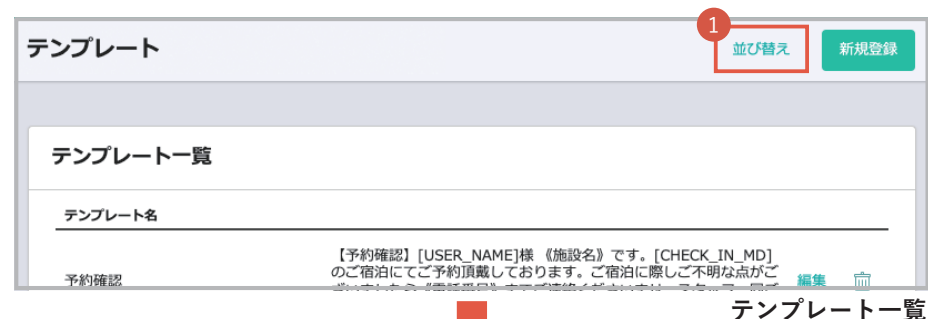 テンプレート
1
並び替え
新規登録
テンプレート一覧
テンプレート名
【予約確認】[USER_NAME]様 《施設名》です。[CHECK_IN_MD]
予約確認
のご宿泊にてご予約頂戴しております。ご宿泊に際しご不明な点がご
編集
テンプレート一覧